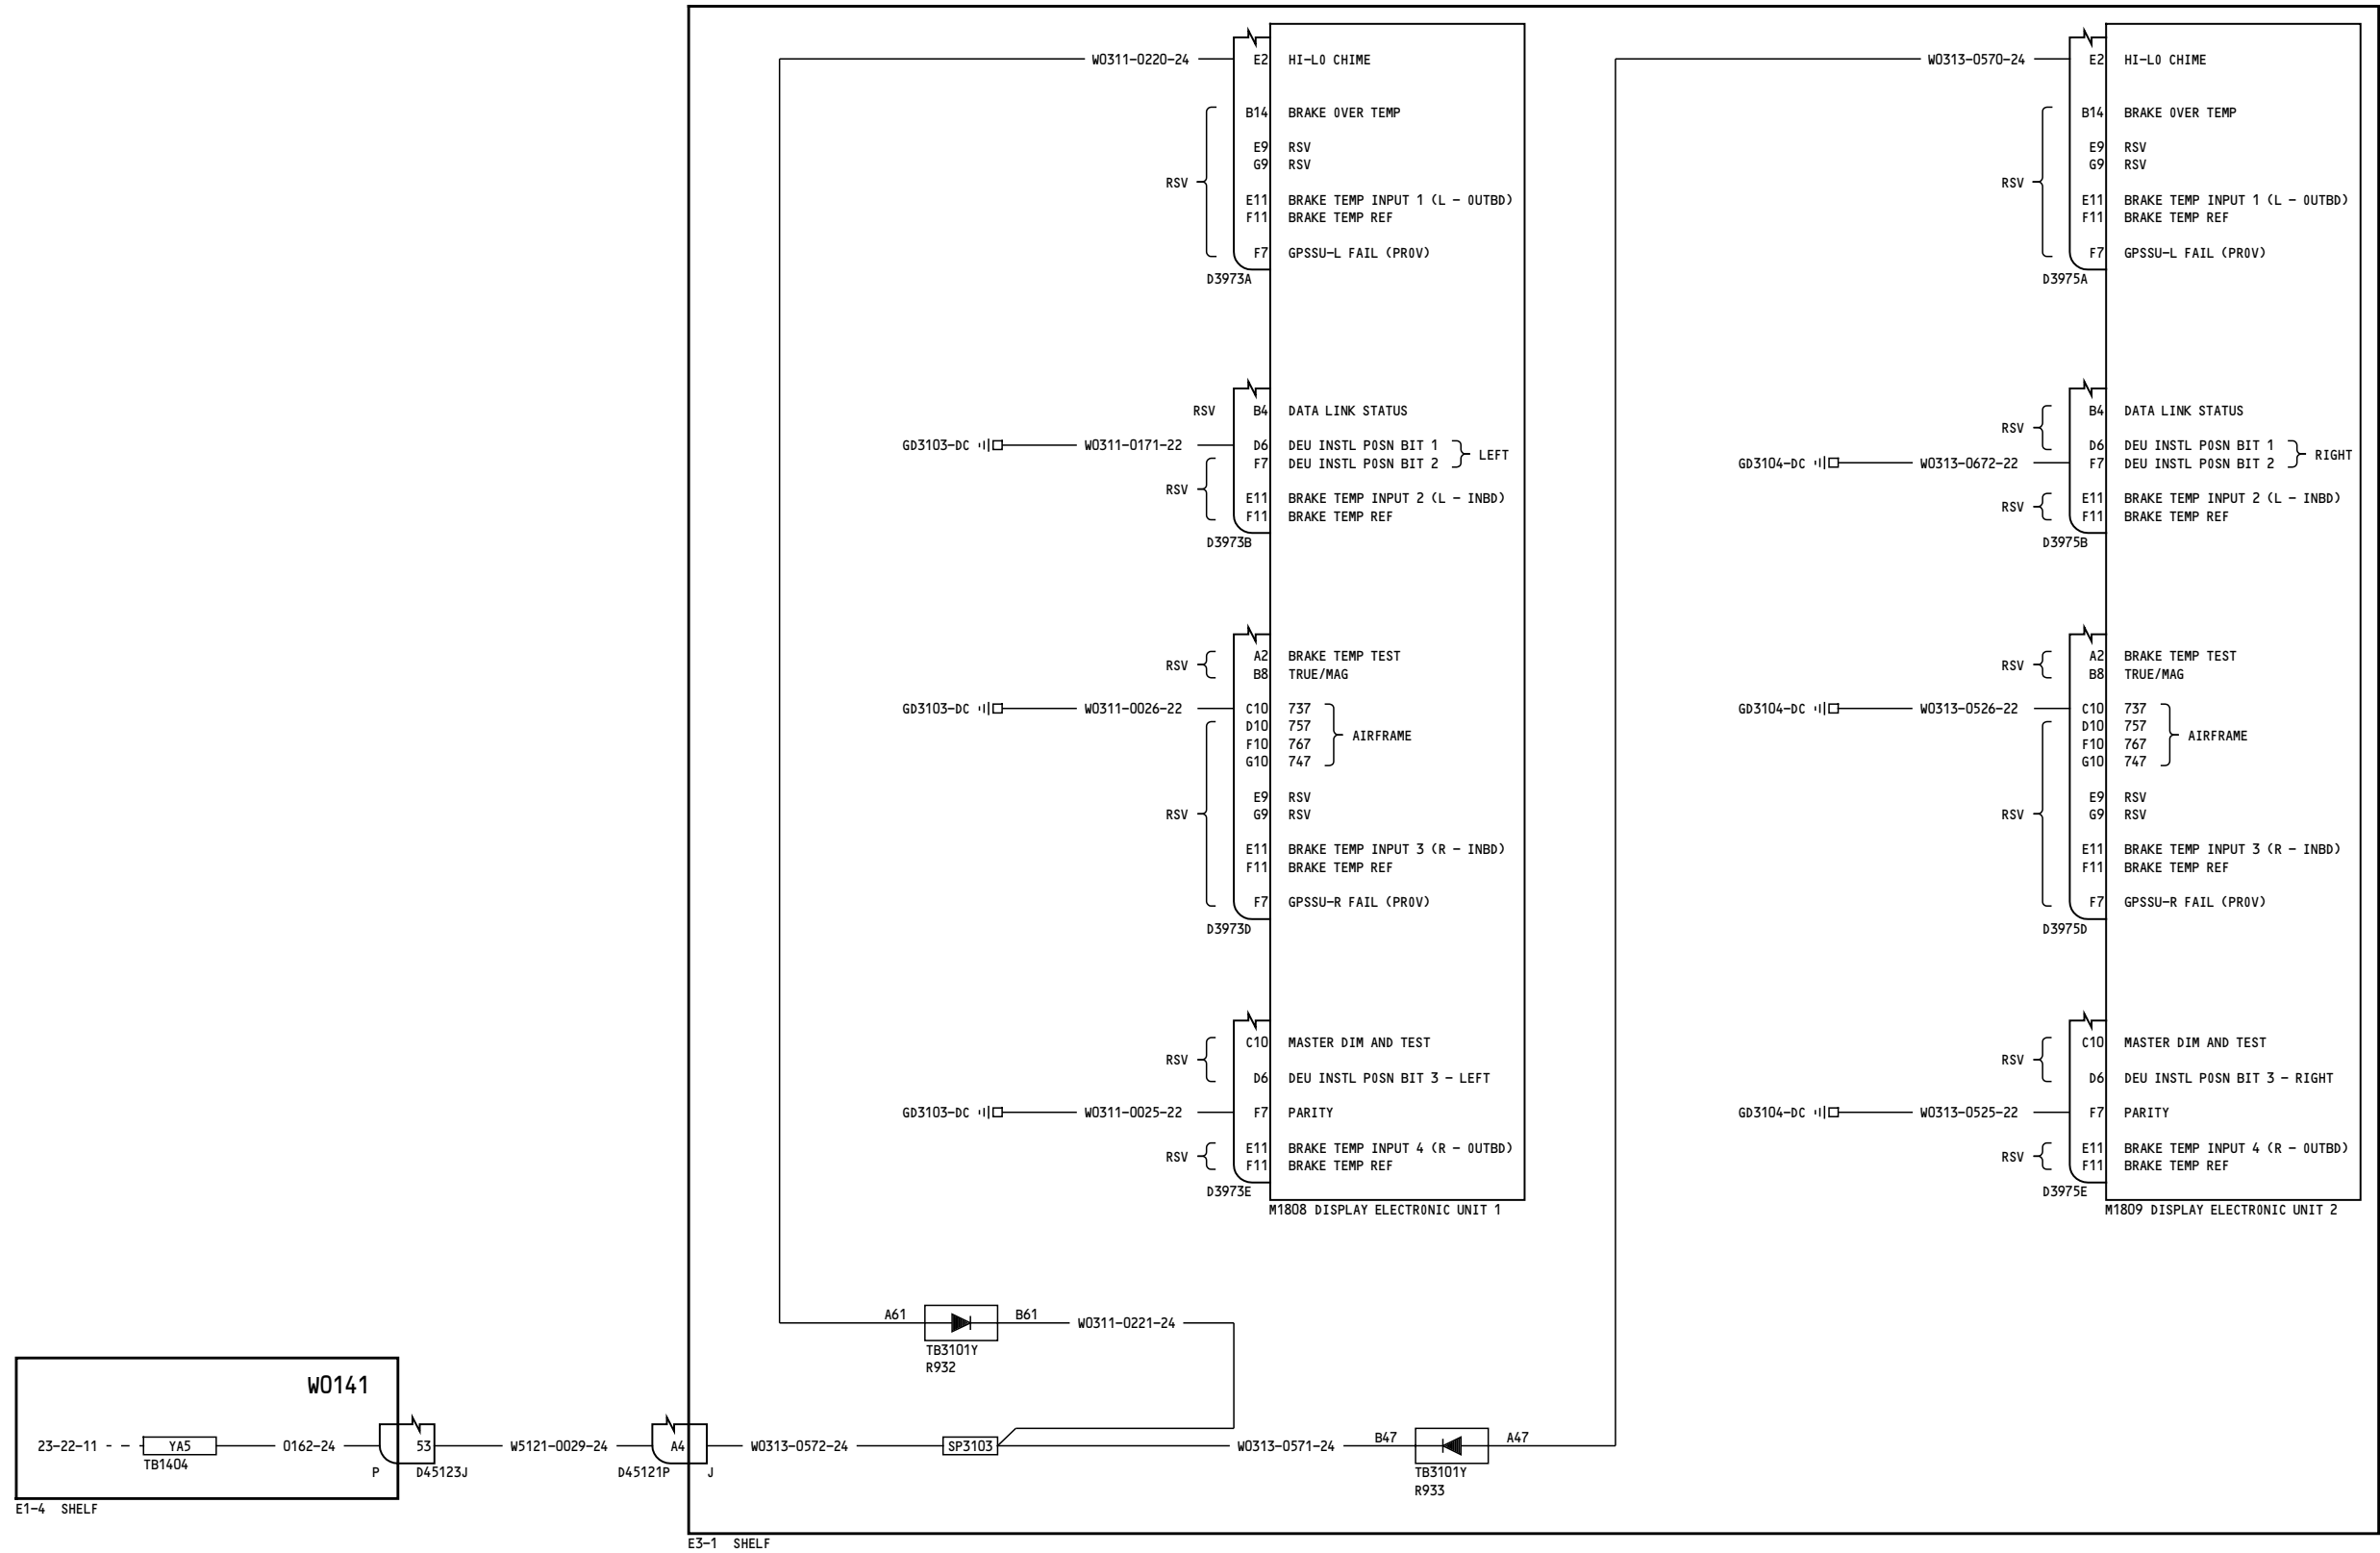 W0311-0220-24 E2 HI-LO CHIME
B14 BRAKE OVER TEMP
E9 RSV
G9 RSV
RSV
E11 BRAKE TEMP INPUT 1 (L - OUTBD)
F11 BRAKE TEMP REF
F7 GPSSU-L FAIL (PROV)
D3973A
RSV B4 DATA LINK STATUS
GD3103-DC W0311-0171-22 D6 DEU INSTL POSN BIT 1
F7 DEU INSTL POSN BIT 2
LEFT
RSV
E11 BRAKE TEMP INPUT 2 (L - INBD)
F11 BRAKE TEMP REF
D3973B
A2 BRAKE TEMP TEST
RSV
B8 TRUE/MAG
GD3103-DC W0311-0026-22 C10 737
D10 757
AIRFRAME
F10 767
G10 747
E9 RSV
RSV G9 RSV
E11 BRAKE TEMP INPUT 3 (R - INBD)
F11 BRAKE TEMP REF
F7 GPSSU-R FAIL (PROV)
D3973D
C10 MASTER DIM AND TEST
RSV
D6 DEU INSTL POSN BIT 3 - LEFT
GD3103-DC W0311-0025-22 F7 PARITY
E11 BRAKE TEMP INPUT 4 (R - OUTBD)
RSV
F11 BRAKE TEMP REF
D3973E
M1808 DISPLAY ELECTRONIC UNIT 1
W0313-0570-24 E2 HI-LO CHIME
B14 BRAKE OVER TEMP
E9 RSV
G9 RSV
RSV
E11 BRAKE TEMP INPUT 1 (L - OUTBD)
F11 BRAKE TEMP REF
F7 GPSSU-L FAIL (PROV)
D3975A
B4 DATA LINK STATUS
RSV
D6 DEU INSTL POSN BIT 1
RIGHT
GD3104-DC W0313-0672-22 F7 DEU INSTL POSN BIT 2
E11 BRAKE TEMP INPUT 2 (L - INBD)
RSV
F11 BRAKE TEMP REF
D3975B
A2 BRAKE TEMP TEST
RSV
B8 TRUE/MAG
GD3104-DC W0313-0526-22 C10 737
D10 757
AIRFRAME
F10 767
G10 747
E9 RSV
RSV G9 RSV
E11 BRAKE TEMP INPUT 3 (R - INBD)
F11 BRAKE TEMP REF
F7 GPSSU-R FAIL (PROV)
D3975D
C10 MASTER DIM AND TEST
RSV
D6 DEU INSTL POSN BIT 3 - RIGHT
GD3104-DC W0313-0525-22 F7 PARITY
E11 BRAKE TEMP INPUT 4 (R - OUTBD)
RSV
F11 BRAKE TEMP REF
D3975E
M1809 DISPLAY ELECTRONIC UNIT 2
A61 B61 W0311-0221-24
TB3101Y
R932
W0141
23-22-11 YA5 0162-24 53 W5121-0029-24 A4 W0313-0572-24 SP3103 W0313-0571-24 B47 A47
TB1404 P D45123J D45121P J TB3101Y
R933
E1-4 SHELF
E3-1 SHELF